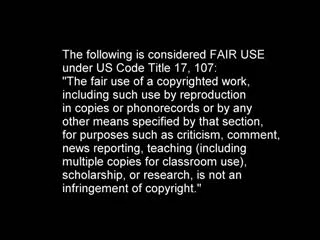 The following is considered FAIR USE
under US Code Title 17, 107:
"The fair use of a copyrighted work,
including such use by reproduction
in copies or phonorecords or by any
other means specified by that section,
for purposes such as criticism, comment,
news reporting, teaching (including
multiple copies for classroom use),
scholarship, or research, is not an
infringement of copyright."